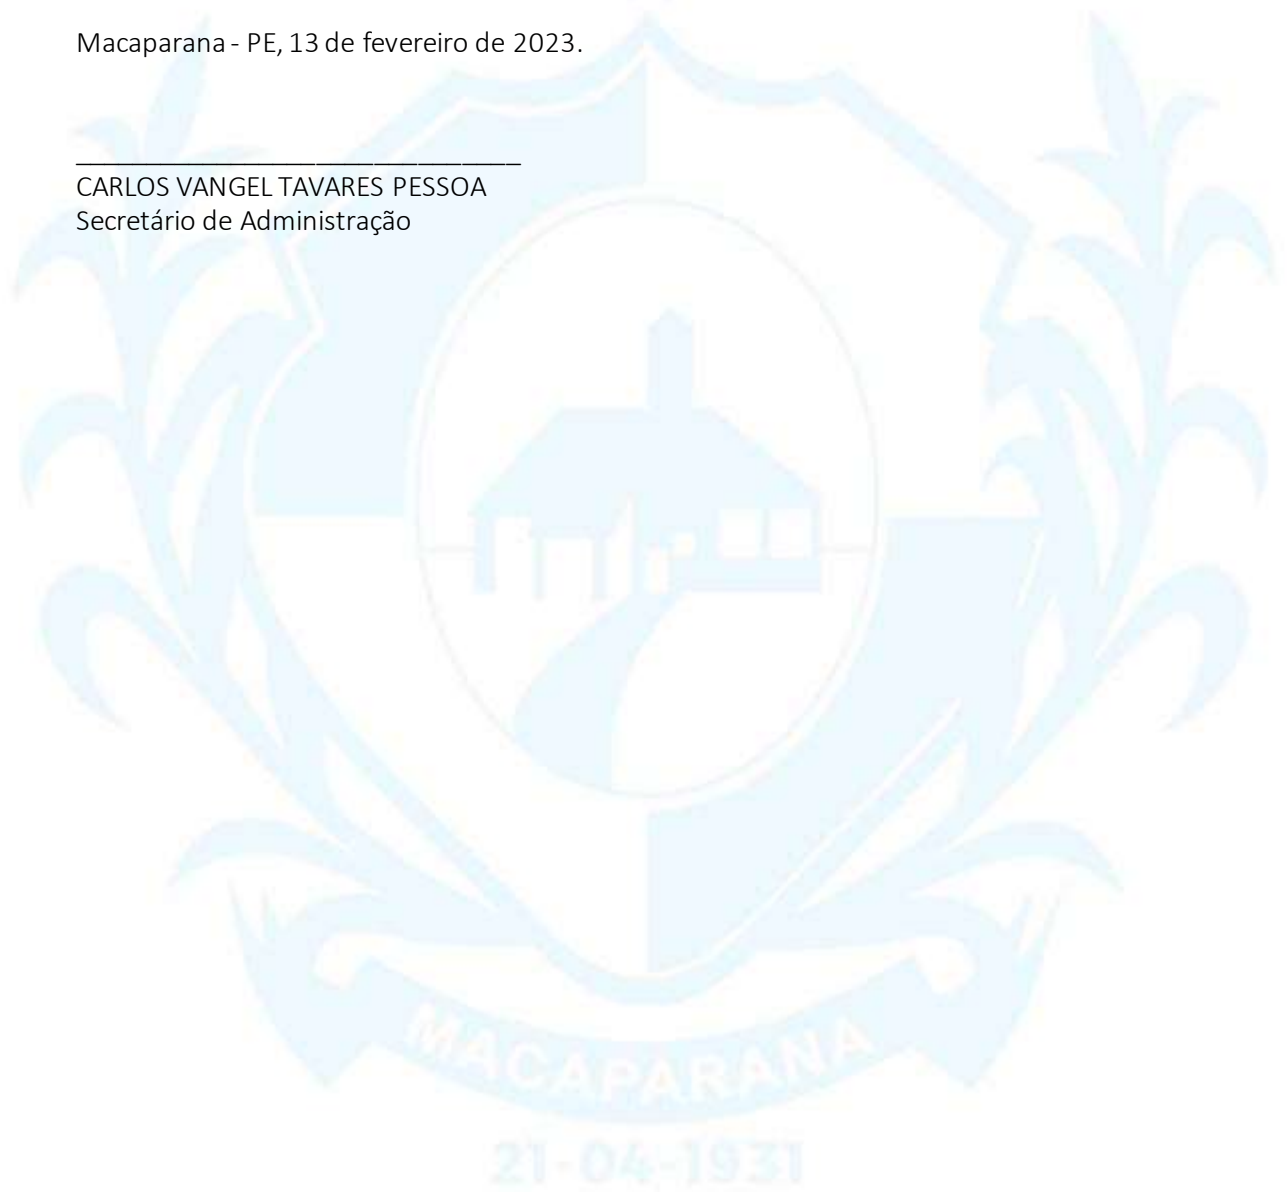 Macaparana - PE, 13 de fevereiro de 2023.
_______________________________
CARLOS VANGEL TAVARES PESSOA
Secretário de Administração
MACAPARANA
21-04-1931